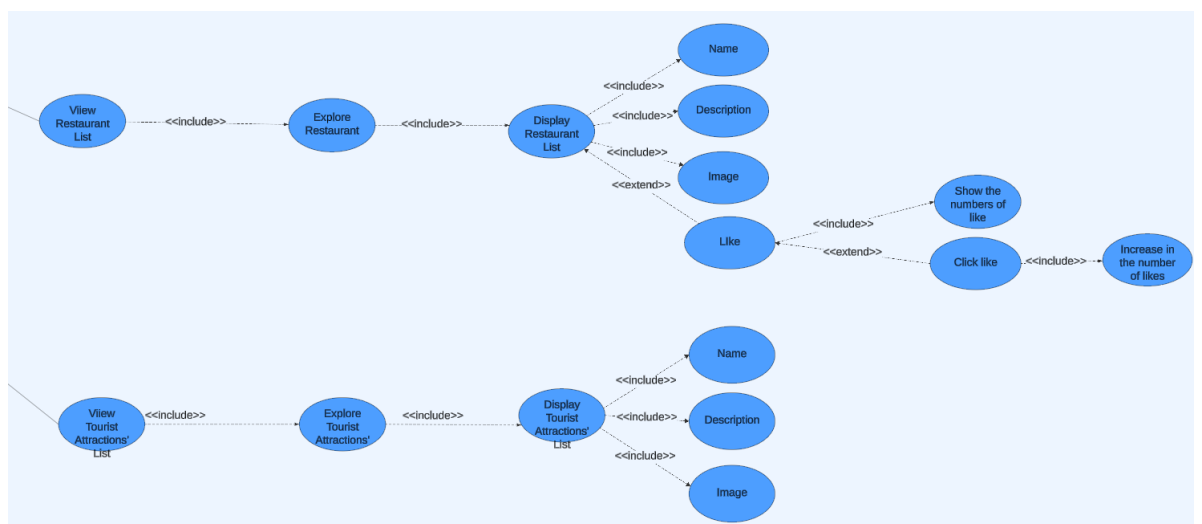 Name
<<include>>
Description
Viiew
Restaurant
List
<<include>>
Explore
Restaurant
<<include>>
Display
Restaurant
List
<<include>>
<<include>>
Image
<<extend>>
LIke
<<include>>
Show the
numbers of
like
<<extend>>
Click like
<<include>>
Increase in
the number
of likes
Name
<<include>>
Viiew
Tourist
Attractions'
List
<<include>>
Explore
Tourist
Attractions'
<<include>>
Display
Tourist
Attractions'
List
<<include>>
Description
<<include>>
Image